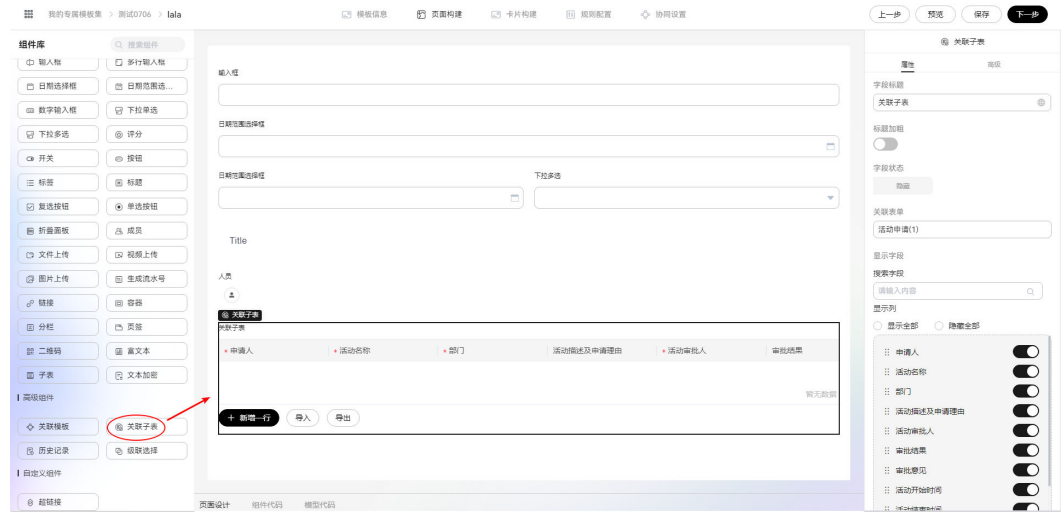 我的专属模板集 > 测试0706 > lala
模板信息
页面构建
卡片构建
规则配置
协同设置
上一步
预览
保存
下一步
组件库
搜索组件
输入框
多行输入框
日期选择框
日期范围选...
数字输入框
下拉单选
下拉多选
评分
开关
按钮
标签
标题
复选按钮
单选按钮
折叠面板
成员
文件上传
视频上传
图片上传
生成流水号
链接
容器
分栏
页签
二维码
富文本
子表
文本加密
高级组件
关联模板
关联子表
历史记录
级联选择
自定义组件
超链接
输入框
日期范围选择框
日期范围选择框
下拉多选
Title
人员
关联子表
关联子表
* 申请人
* 活动名称
* 部门
活动描述及申请理由
* 活动审批人
审批结果
暂无数据
+ 新增一行
导入
导出
页面设计
组件代码
模型代码
关联子表
属性
高级
字段标题
关联子表
标题加粗
字段状态
隐藏
关联表单
活动申请(1)
显示字段
搜索字段
请输入内容
显示列
显示全部
隐藏全部
申请人
活动名称
部门
活动描述及申请理由
活动审批人
审批结果
审批意见
活动开始时间
活动结束时间